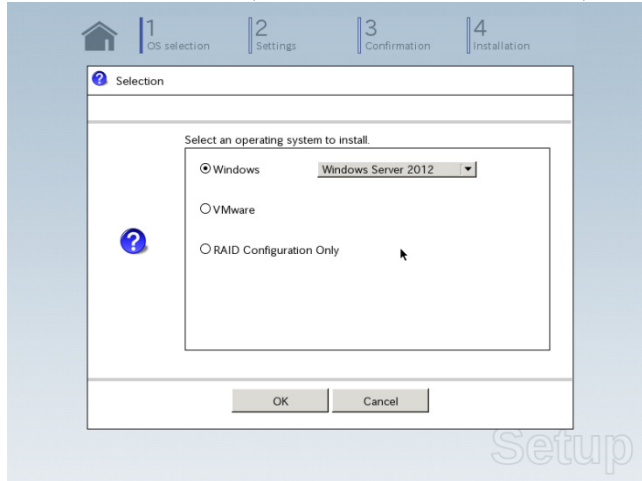 1
OS selection
2
Settings
3
Confirmation
4
Installation
Selection
Select an operating system to install.
Windows Windows Server 2012
VMware
RAID Configuration Only
OK Cancel
Setup